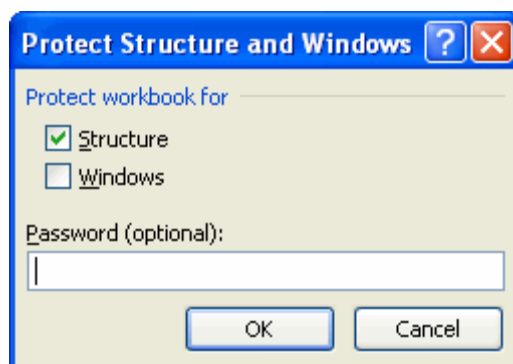 Protect Structure and Windows ?
Protect workbook for
Structure
Windows
Password (optional):
OK Cancel